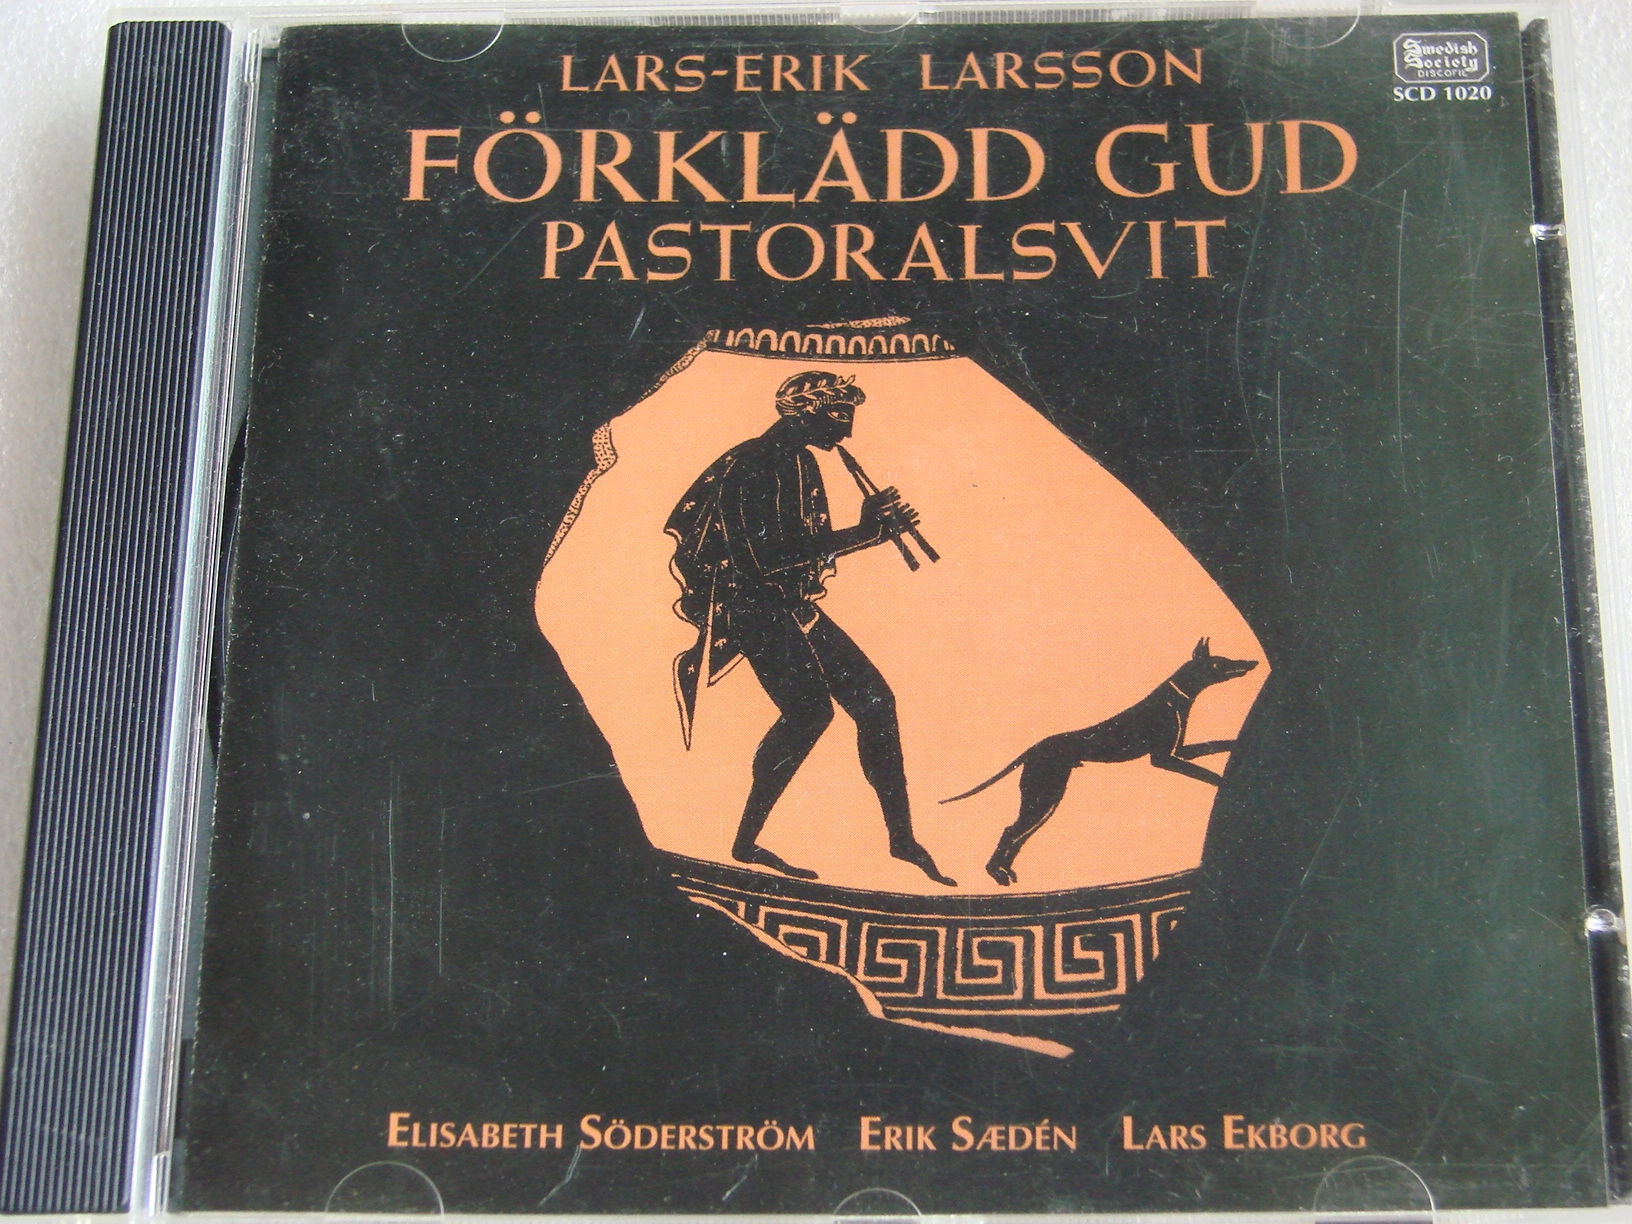 LARS-ERIK LARSSON
FÖRKLÄDD GUD
PASTORALSVIT
Swedish
Society
DISCOFIL
SCD 1020
ELISABETH SÖDERSTRÖM ERIK SÆDÉN LARS EKBORG